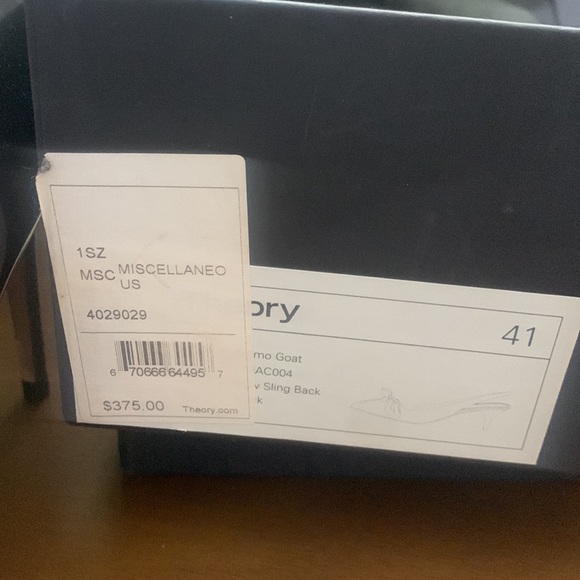 1SZ
MSC MISCELLANEO
US
4029029
6 70666 64495 7
$375.00 Theory.com
ory
41
mo Goat
AC004
w Sling Back
k